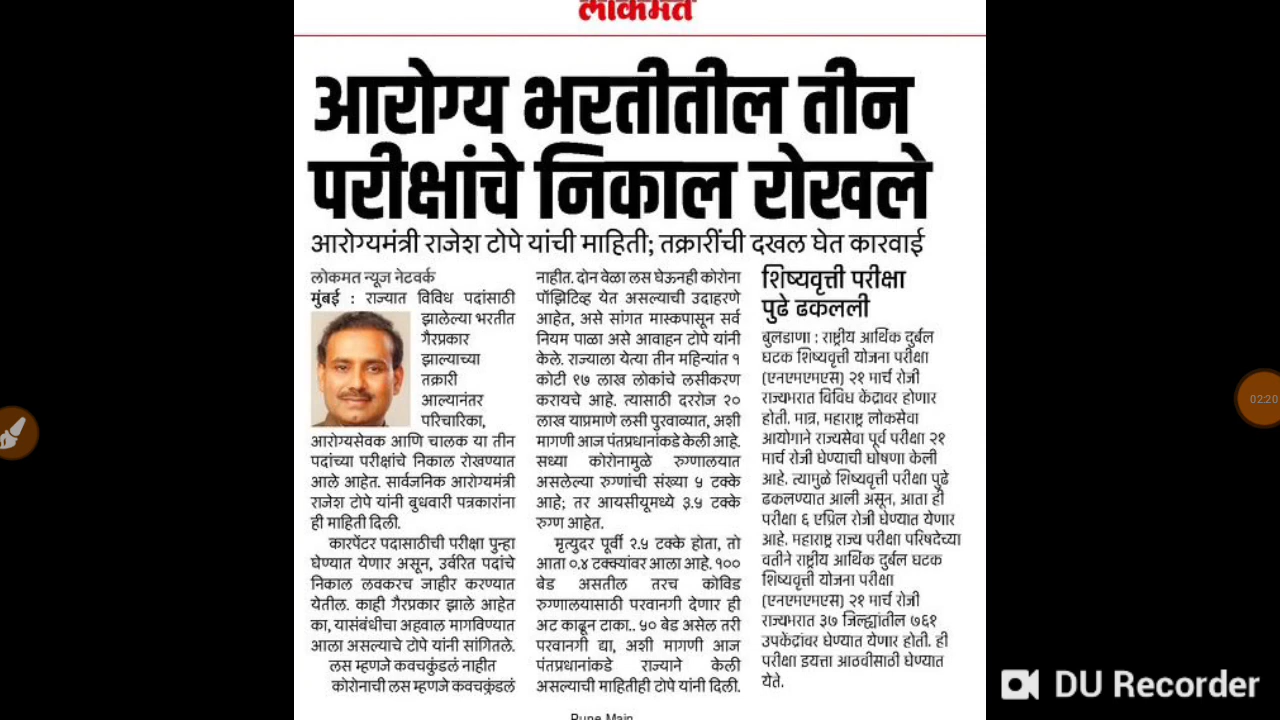 लोकमत
आरोग्य भरतीतील तीन
परीक्षांचे निकाल रोखले
आरोग्यमंत्री राजेश टोपे यांची माहिती; तक्रारींची दखल घेत कारवाई
लोकमत न्यूज नेटवर्क
मुंबई : राज्यात विविध पदांसाठी
झालेल्या भरतीत
गैरप्रकार
झाल्याच्या
तक्रारी
आल्यानंतर
परिचारिका,
आरोग्यसेवक आणि चालक या तीन
पदांच्या परीक्षांचे निकाल रोखण्यात
आले आहेत. सार्वजनिक आरोग्यमंत्री
राजेश टोपे यांनी बुधवारी पत्रकारांना
ही माहिती दिली.
कारपेंटर पदासाठीची परीक्षा पुन्हा
घेण्यात येणार असून, उर्वरित पदांचे
निकाल लवकरच जाहीर करण्यात
येतील. काही गैरप्रकार झाले आहेत
का, यासंबंधीचा अहवाल मागविण्यात
आला असल्याचे टोपे यांनी सांगितले.
लस म्हणजे कवचकुंडलं नाहीत
कोरोनाची लस म्हणजे कवचकुंडलं
नाहीत. दोन वेळा लस घेऊनही कोरोना
पॉझिटिव्ह येत असल्याची उदाहरणे
आहेत, असे सांगत मास्कपासून सर्व
नियम पाळा असे आवाहन टोपे यांनी
केले. राज्याला येत्या तीन महिन्यांत १
कोटी ९७ लाख लोकांचे लसीकरण
करायचे आहे. त्यासाठी दररोज २०
लाख याप्रमाणे लसी पुरवाव्यात, अशी
मागणी आज पंतप्रधानांकडे केली आहे.
सध्या कोरोनामुळे रुग्णालयात
असलेल्या रुग्णांची संख्या ५ टक्के
आहे; तर आयसीयूमध्ये ३.५ टक्के
रुग्ण आहेत.
मृत्युदर पूर्वी २.५ टक्के होता, तो
आता ०.४ टक्क्यांवर आला आहे. १००
बेड असतील तरच कोविड
रुग्णालयासाठी परवानगी देणार ही
अट काढून टाका.. ५० बेड असेल तरी
परवानगी द्या, अशी मागणी आज
पंतप्रधानांकडे राज्याने केली
असल्याची माहितीही टोपे यांनी दिली.
शिष्यवृत्ती परीक्षा
पुढे ढकलली
बुलडाणा : राष्ट्रीय आर्थिक दुर्बल
घटक शिष्यवृत्ती योजना परीक्षा
(एनएमएमएस) २१ मार्च रोजी
राज्यभरात विविध केंद्रावर होणार
होती. मात्र, महाराष्ट्र लोकसेवा
आयोगाने राज्यसेवा पूर्व परीक्षा २१
मार्च रोजी घेण्याची घोषणा केली
आहे. त्यामुळे शिष्यवृत्ती परीक्षा पुढे
ढकलण्यात आली असून, आता ही
परीक्षा ६ एप्रिल रोजी घेण्यात येणार
आहे. महाराष्ट्र राज्य परीक्षा परिषदेच्या
वतीने राष्ट्रीय आर्थिक दुर्बल घटक
शिष्यवृत्ती योजना परीक्षा
(एनएमएमएस) २१ मार्च रोजी
राज्यभरात ३७ जिल्ह्यांतील ७६१
उपकेंद्रांवर घेण्यात येणार होती. ही
परीक्षा इयत्ता आठवीसाठी घेण्यात
येते.
02:20
DU Recorder
Pune Main